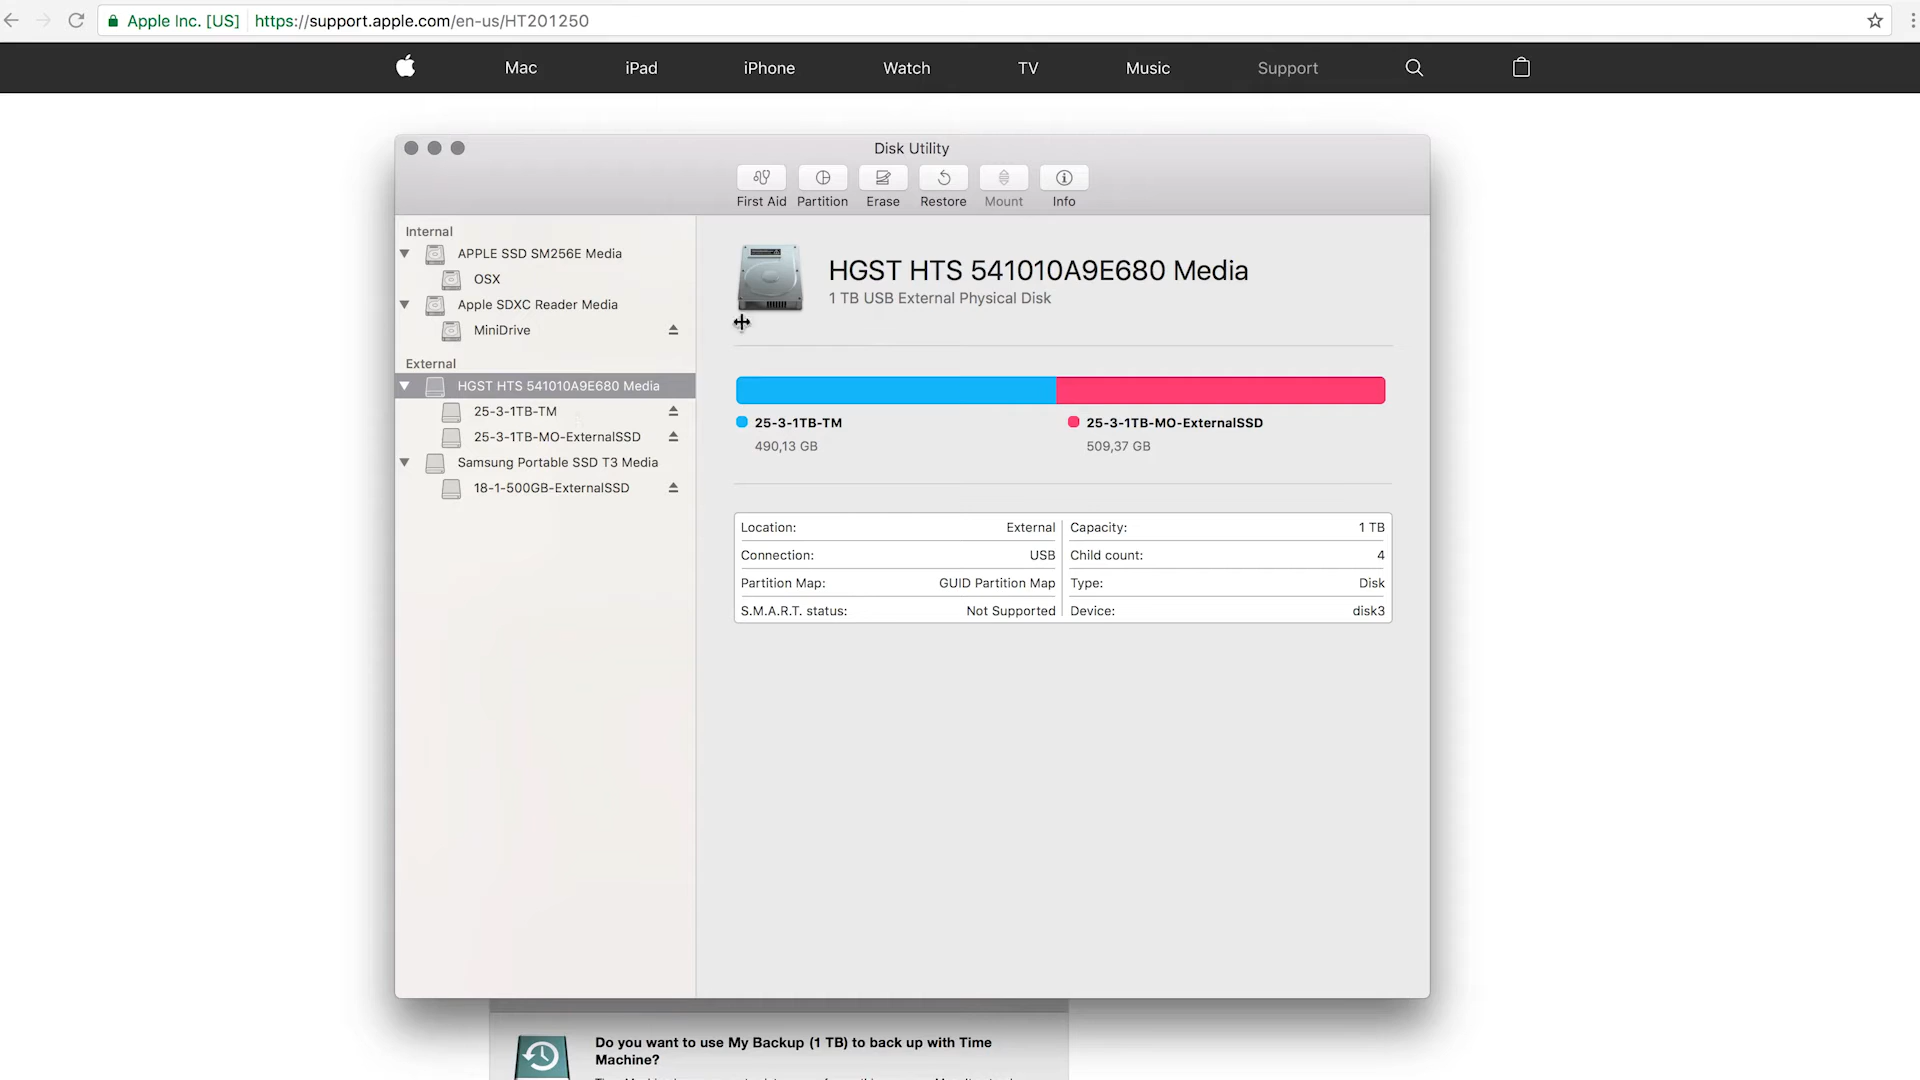 Apple Inc. [US] https://support.apple.com/en-us/HT201250
Mac iPad iPhone Watch TV Music Support
Disk Utility
First Aid Partition Erase Restore Mount Info
Internal
APPLE SSD SM256E Media
OSX
Apple SDXC Reader Media
MiniDrive
External
HGST HTS 541010A9E680 Media
25-3-1TB-TM
25-3-1TB-MO-ExternalSSD
Samsung Portable SSD T3 Media
18-1-500GB-ExternalSSD
HGST HTS 541010A9E680 Media
1 TB USB External Physical Disk
25-3-1TB-TM
490,13 GB
25-3-1TB-MO-ExternalSSD
509,37 GB
Location: External
Connection: USB
Partition Map: GUID Partition Map
S.M.A.R.T. status: Not Supported
Capacity: 1 TB
Child count: 4
Type: Disk
Device: disk3
Do you want to use My Backup (1 TB) to back up with Time
Machine?